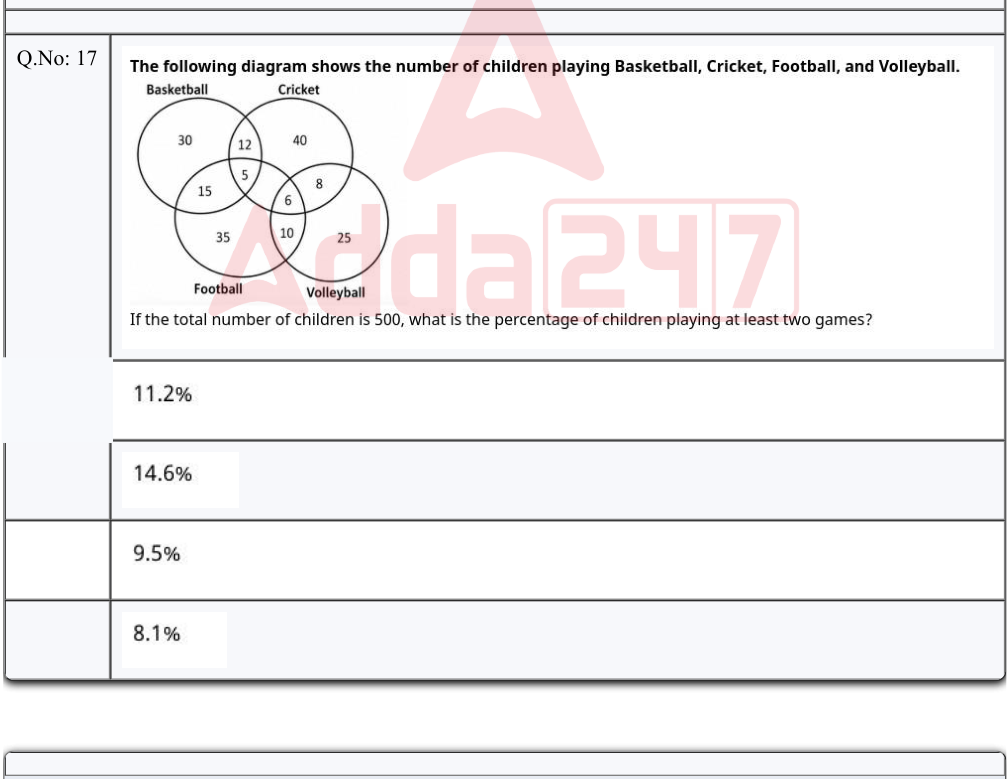 Q.No: 17
The following diagram shows the number of children playing Basketball, Cricket, Football, and Volleyball.
Basketball Cricket
30 12 40
5
15 6 8
35 10 25
Football Volleyball
Adda247
If the total number of children is 500, what is the percentage of children playing at least two games?
11.2%
14.6%
9.5%
8.1%